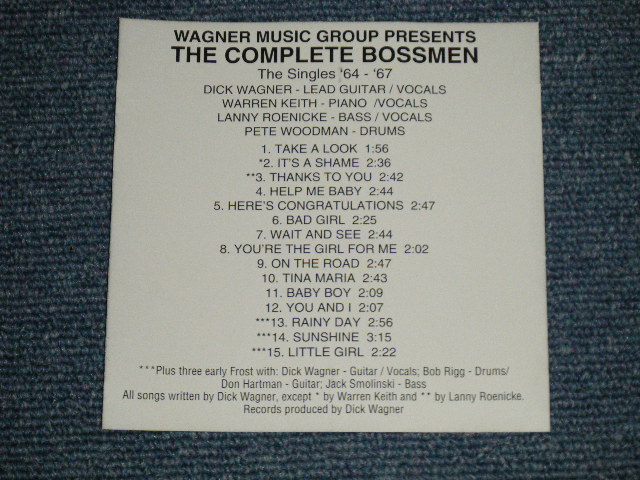 WAGNER MUSIC GROUP PRESENTS
THE COMPLETE BOSSMEN
The Singles '64 - '67
DICK WAGNER - LEAD GUITAR / VOCALS
WARREN KEITH - PIANO /VOCALS
LANNY ROENICKE - BASS / VOCALS
PETE WOODMAN - DRUMS
1. TAKE A LOOK 1:56
*2. IT'S A SHAME 2:36
**3. THANKS TO YOU 2:42
4. HELP ME BABY 2:44
5. HERE'S CONGRATULATIONS 2:47
6. BAD GIRL 2:25
7. WAIT AND SEE 2:44
8. YOU'RE THE GIRL FOR ME 2:02
9. ON THE ROAD 2:47
10. TINA MARIA 2:43
11. BABY BOY 2:09
12. YOU AND I 2:07
***13. RAINY DAY 2:56
***14. SUNSHINE 3:15
***15. LITTLE GIRL 2:22
***Plus three early Frost with: Dick Wagner - Guitar / Vocals; Bob Rigg - Drums/
Don Hartman - Guitar; Jack Smolinski - Bass
All songs written by Dick Wagner, except * by Warren Keith and ** by Lanny Roenicke.
Records produced by Dick Wagner